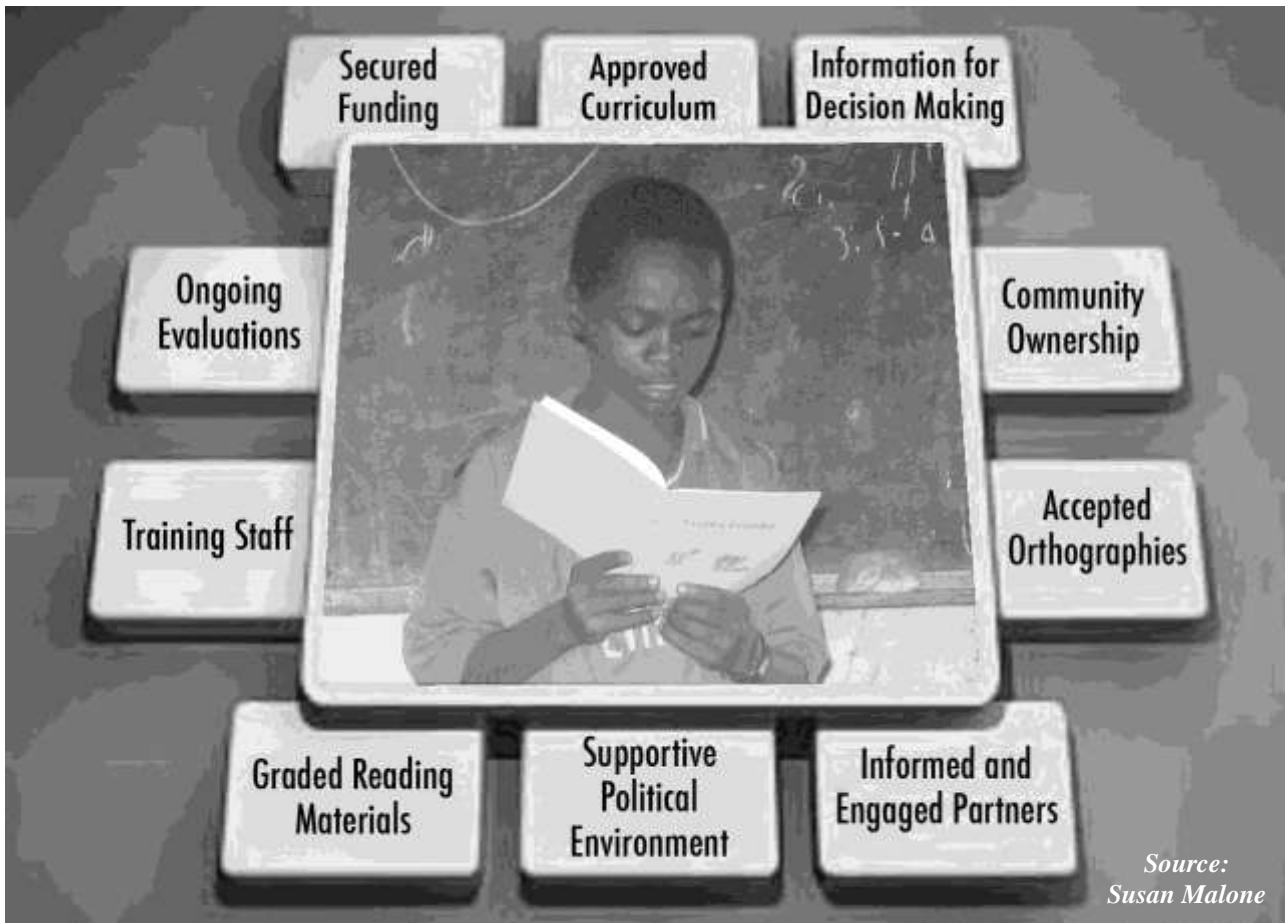 Secured
Funding
Approved
Curriculum
Information for
Decision Making
Ongoing
Evaluations
Community
Ownership
Training Staff
Accepted
Orthographies
Graded Reading
Materials
Supportive
Political
Environment
Informed and
Engaged Partners
Source:
Susan Malone